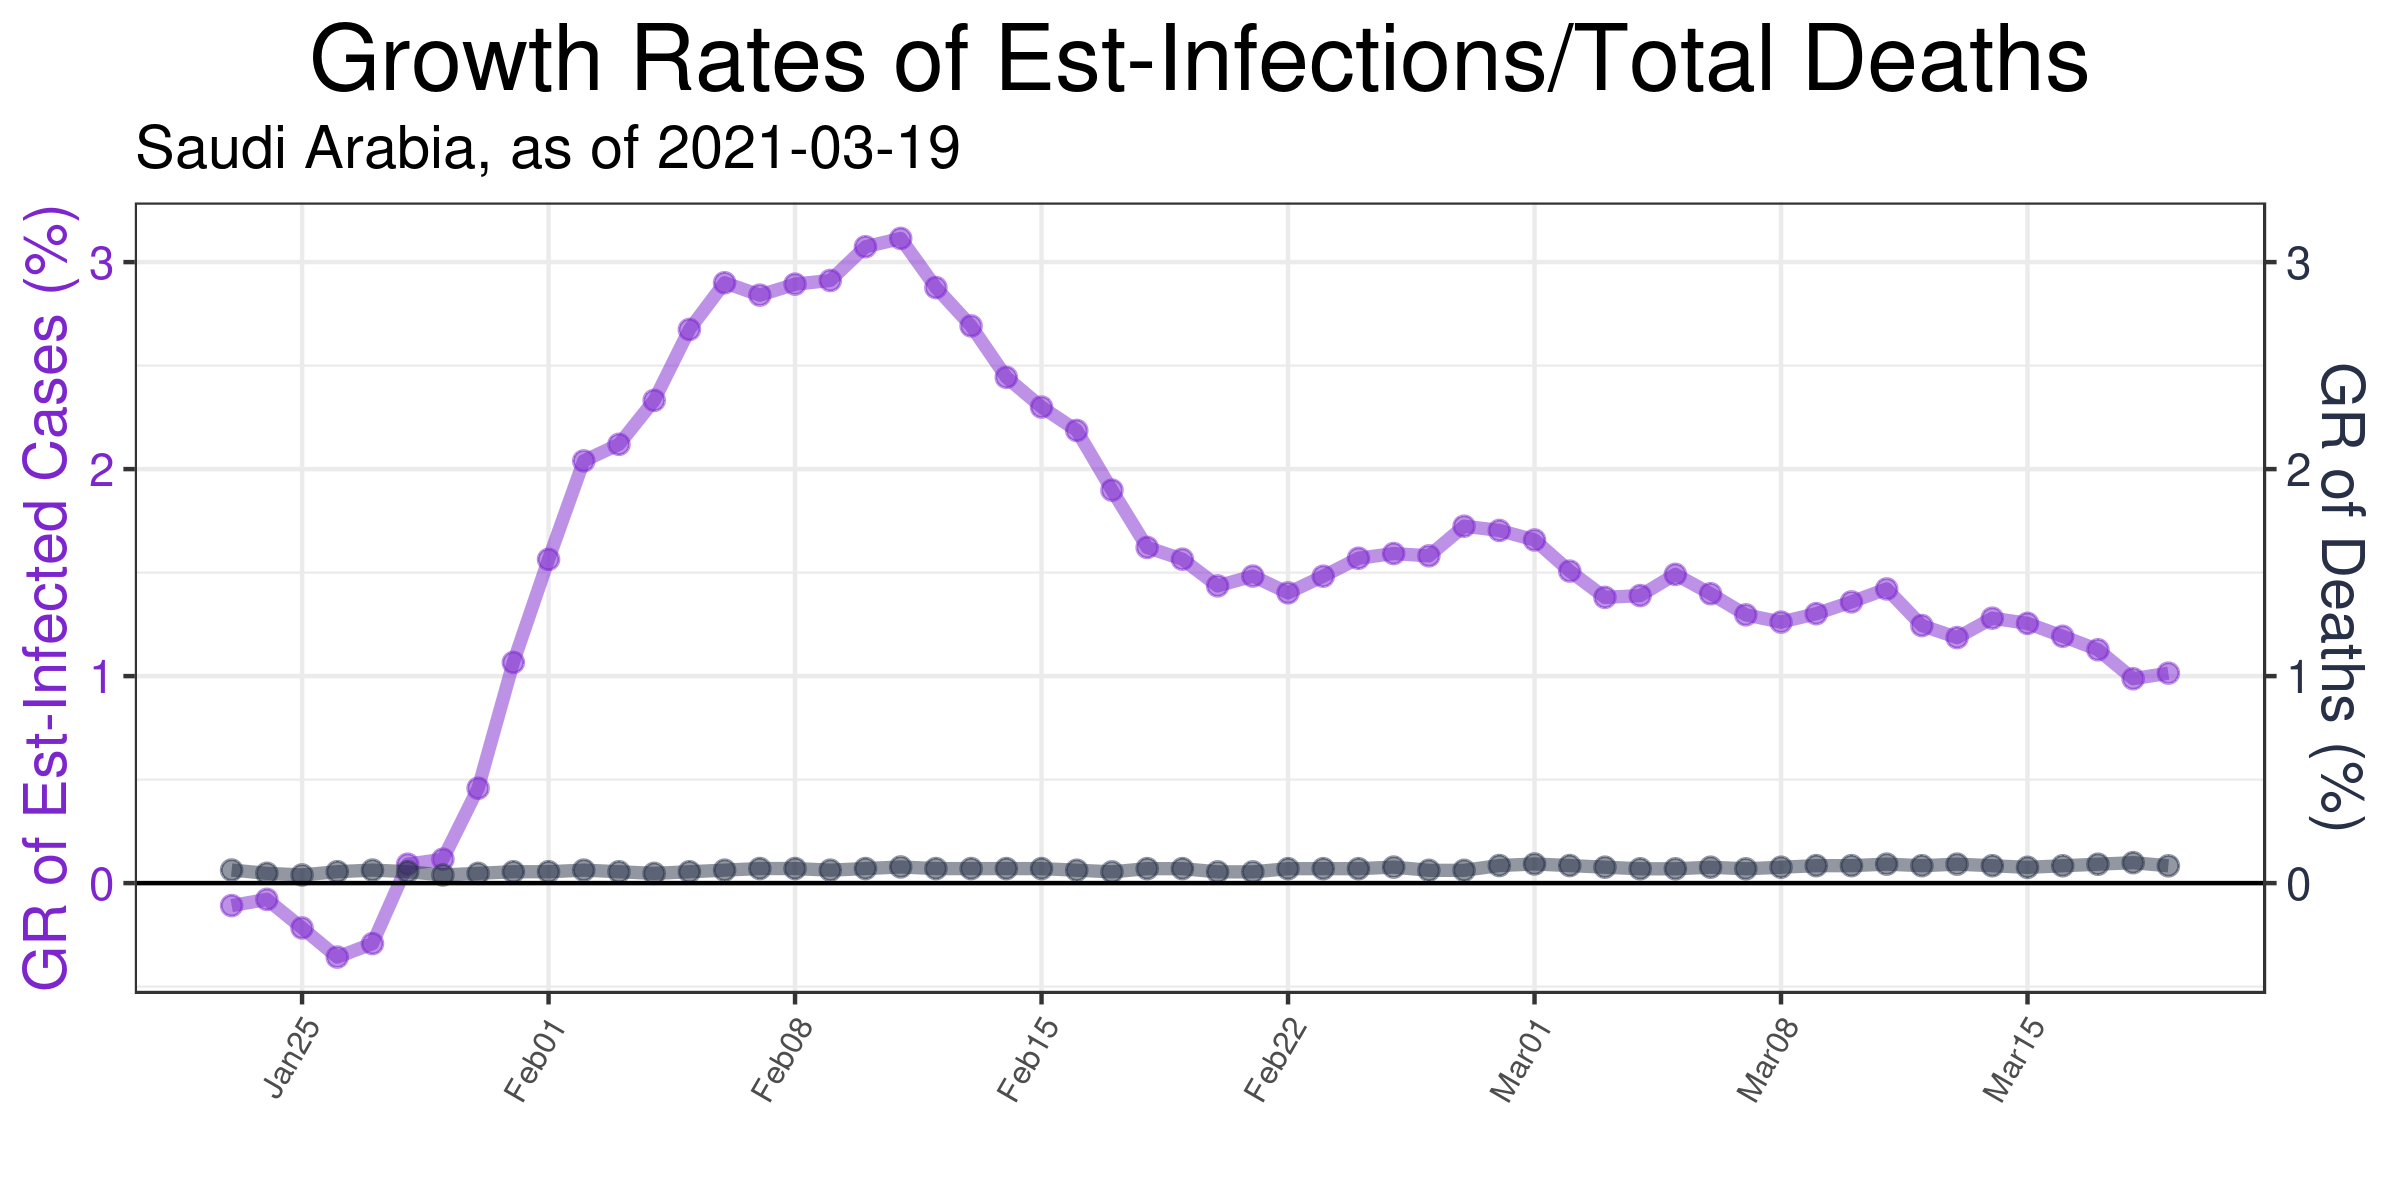 Growth Rates of Est-Infections/Total Deaths
Saudi Arabia, as of 2021-03-19
GR of Est-Infected Cases (%)
3
2
1
0
3
2
1
0
GR of Deaths (%)
Jan25
Feb01
Feb08
Feb15
Feb22
Mar01
Mar08
Mar15